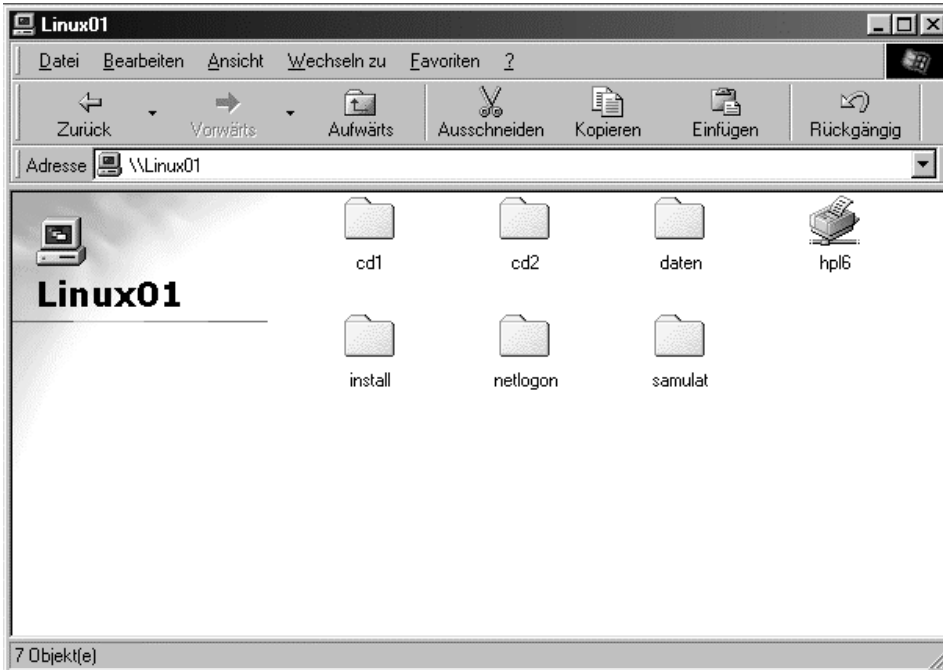 Linux01
Datei Bearbeiten Ansicht Wechseln zu Favoriten ?
Zurück Vorwärts Aufwärts Ausschneiden Kopieren Einfügen Rückgängig
Adresse \\Linux01
Linux01
cd1 cd2 daten hpl6
install netlogon samulat
7 Objekt(e)